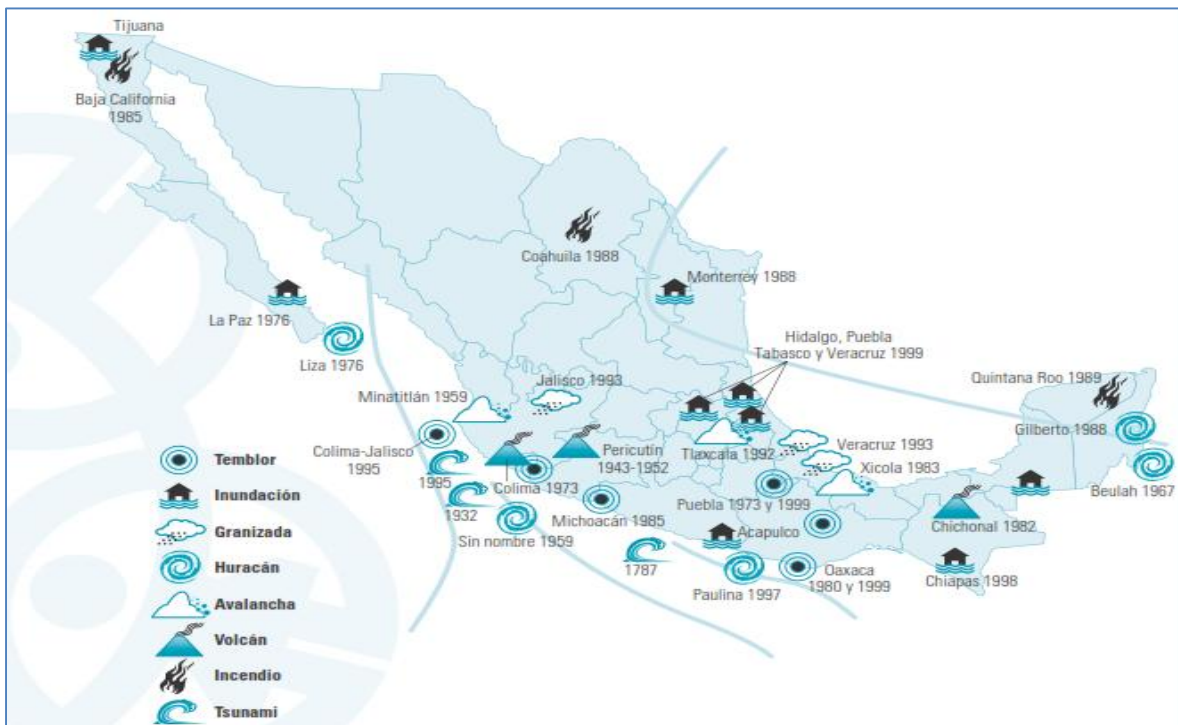 Tijuana
Baja California
1985
Coahuila 1988
Monterrey 1988
La Paz 1976
Liza 1976
Hidalgo, Puebla
Tabasco y Veracruz 1999
Quintana Roo 1989
Gilberto 1988
Beulah 1967
Minatitlán 1959
Jalisco 1993
Colima-Jalisco
1995
1995
Pericutín
1943-1952
Tlaxcala 1992
Veracruz 1993
Xicola 1983
Colima 1973
1932
Michoacán 1985
Puebla 1973 y 1999
Sin nombre 1959
Acapulco
Chichonal 1982
1787
Paulina 1997
Oaxaca
1980 y 1999
Chiapas 1998
Temblor
Inundación
Granizada
Huracán
Avalancha
Volcán
Incendio
Tsunami